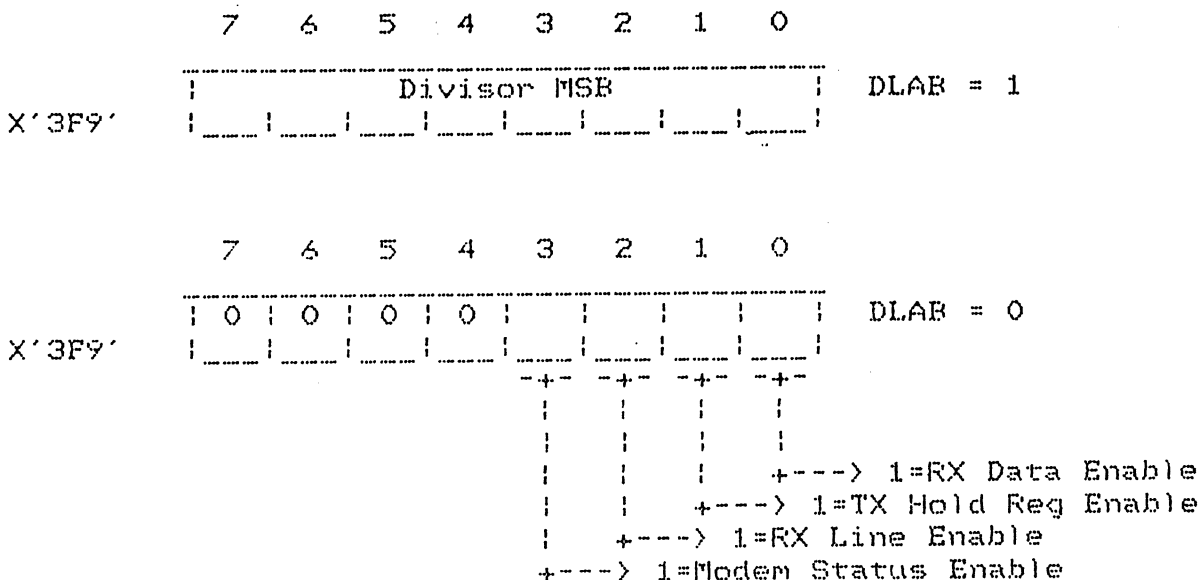 7 6 5 4 3 2 1 0
Divisor MSB DLAB = 1
X'3F9'
7 6 5 4 3 2 1 0
0 0 0 0 DLAB = 0
X'3F9'
+---> 1=RX Data Enable
+---> 1=TX Hold Reg Enable
+---> 1=RX Line Enable
+---> 1=Modem Status Enable